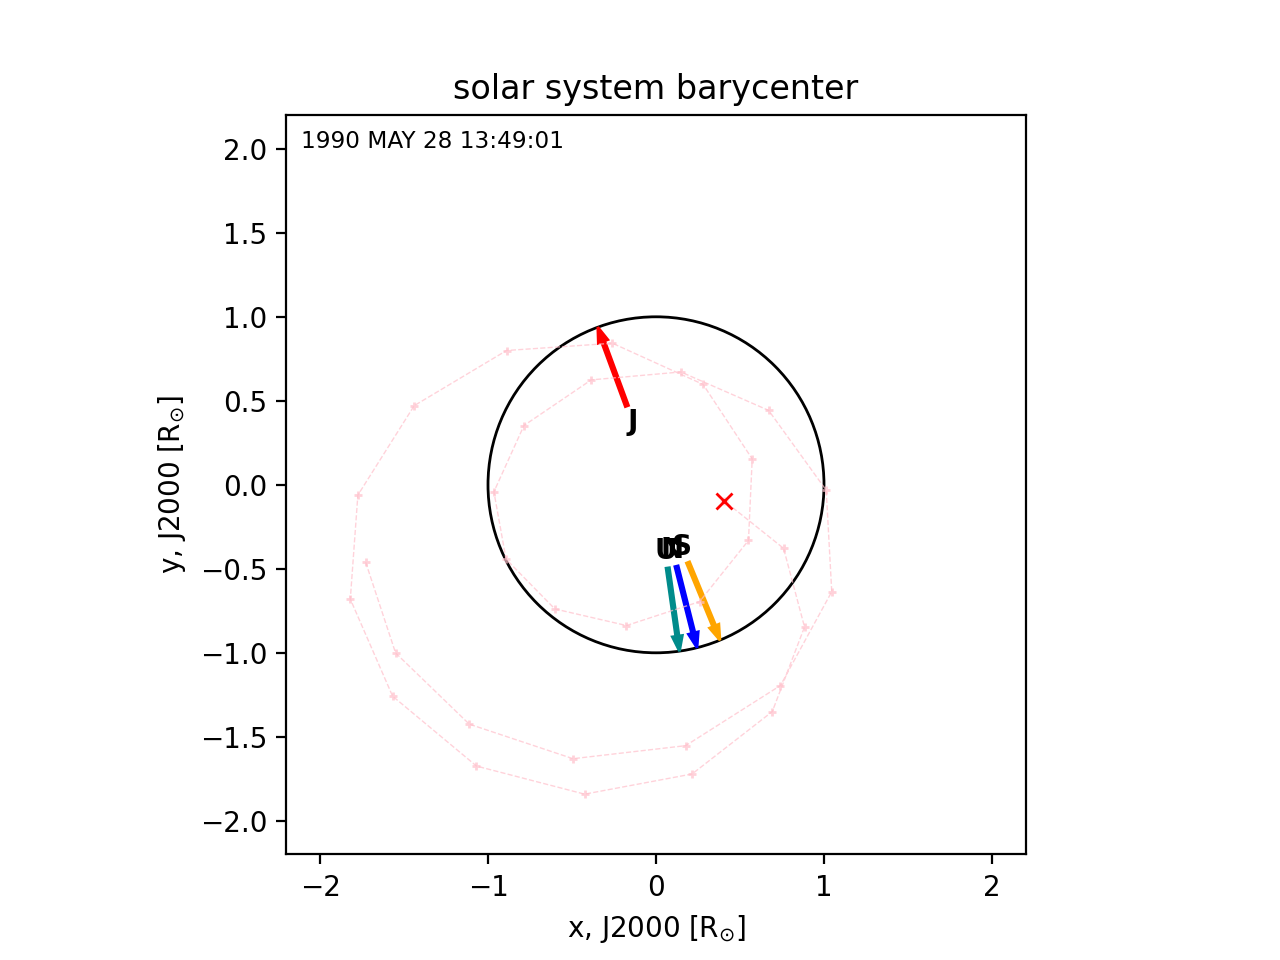 solar system barycenter
1990 MAY 28 13:49:01
2.0
1.5
1.0
0.5
0.0
−0.5
−1.0
−1.5
−2.0
y, J2000 [R☉]
J
U N S
−2 −1 0 1 2
x, J2000 [R☉]